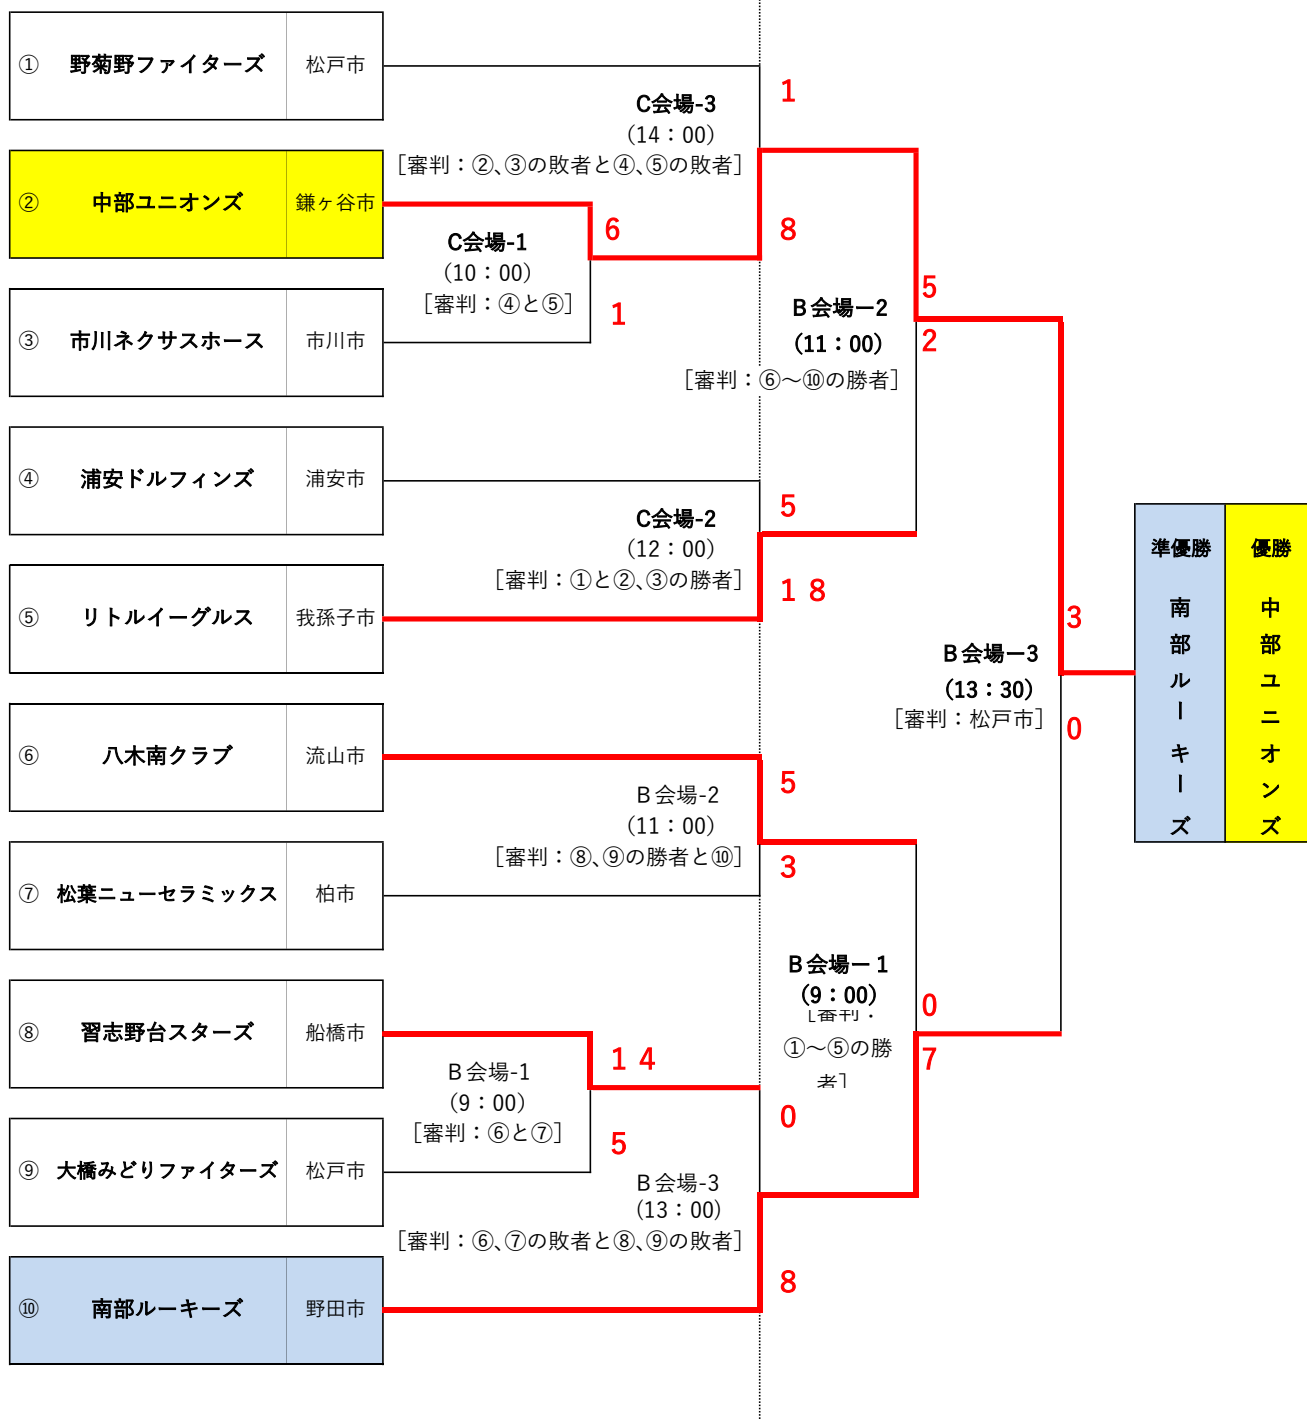 ① 野菊野ファイターズ 松戸市
1
C会場-3
（14：00）
［審判：②、③の敗者と④、⑤の敗者］
② 中部ユニオンズ 鎌ヶ谷市
6
8
C会場-1
（10：00）
［審判：④と⑤］
1
5
B会場ー2
（11：00）
2
③ 市川ネクサスホース 市川市
［審判：⑥～⑩の勝者］
④ 浦安ドルフィンズ 浦安市
5
C会場-2
（12：00）
［審判：①と②、③の勝者］
18
⑤ リトルイーグルス 我孫子市
準優勝 南部ルーキーズ
優勝 中部ユニオンズ
3
B会場ー3
（13：30）
［審判：松戸市］
0
⑥ 八木南クラブ 流山市
5
B会場-2
（11：00）
［審判：⑧、⑨の勝者と⑩］
3
⑦ 松葉ニューセラミックス 柏市
B会場ー1
（9：00）
［審判：
①～⑤の勝
者］
0
7
⑧ 習志野台スターズ 船橋市
14
B会場-1
（9：00）
［審判：⑥と⑦］
0
5
⑨ 大橋みどりファイターズ 松戸市
B会場-3
（13：00）
［審判：⑥、⑦の敗者と⑧、⑨の敗者］
8
⑩ 南部ルーキーズ 野田市